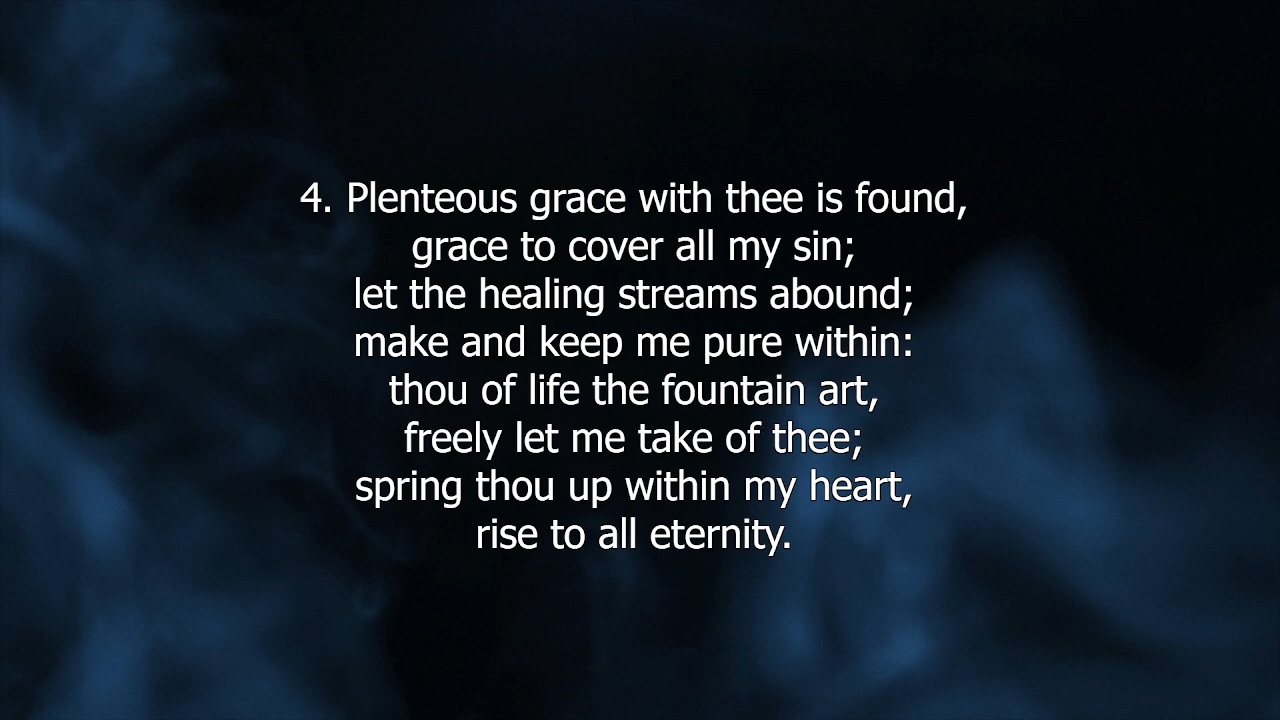 4. Plenteous grace with thee is found,
grace to cover all my sin;
let the healing streams abound;
make and keep me pure within:
thou of life the fountain art,
freely let me take of thee;
spring thou up within my heart,
rise to all eternity.